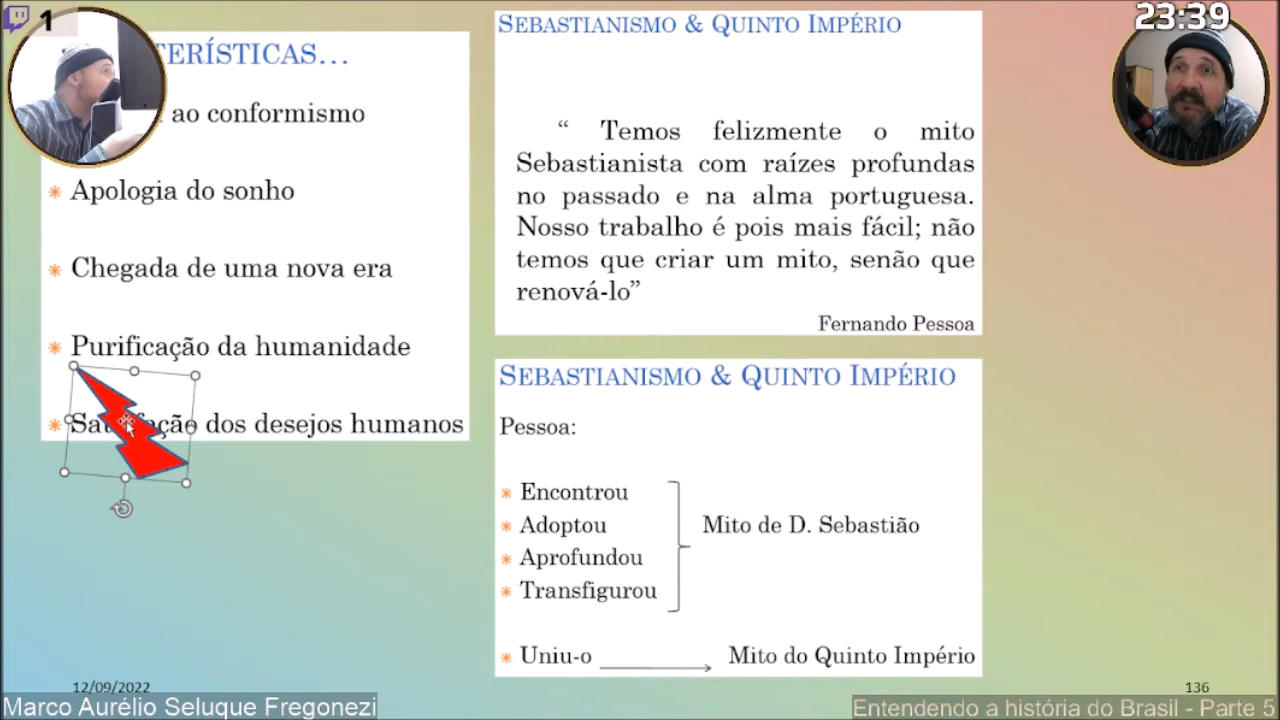 1
23:39
TERÍSTICAS…
ao conformismo
Apologia do sonho
Chegada de uma nova era
Purificação da humanidade
dos desejos humanos
SEBASTIANISMO & QUINTO IMPÉRIO
“ Temos felizmente o mito
Sebastianista com raízes profundas
no passado e na alma portuguesa.
Nosso trabalho é pois mais fácil; não
temos que criar um mito, senão que
renová-lo”
Fernando Pessoa
SEBASTIANISMO & QUINTO IMPÉRIO
Pessoa:
Encontrou
Adoptou
Aprofundou
Transfigurou
Mito de D. Sebastião
Uniu-o
Mito do Quinto Império
12/09/2022
136
Marco Aurélio Seluque Fregonezi
Entendendo a história do Brasil - Parte 5